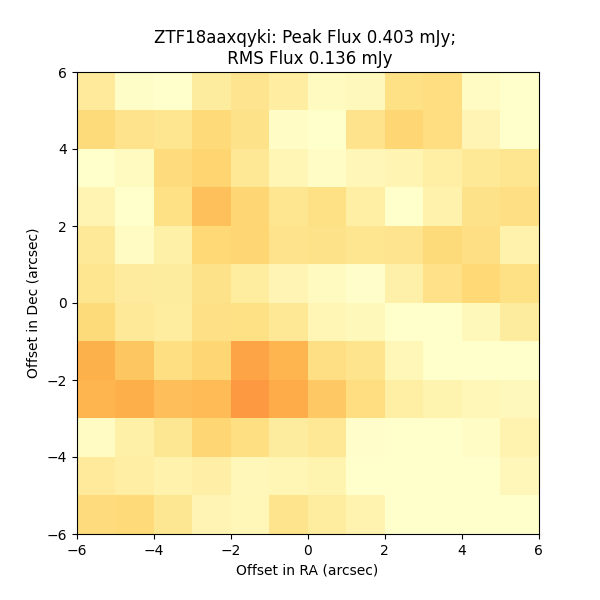 ZTF18aaxqyki: Peak Flux 0.403 mJy;
RMS Flux 0.136 mJy
6
4
2
0
−2
−4
−6
Offset in Dec (arcsec)
−6 −4 −2 0 2 4 6
Offset in RA (arcsec)